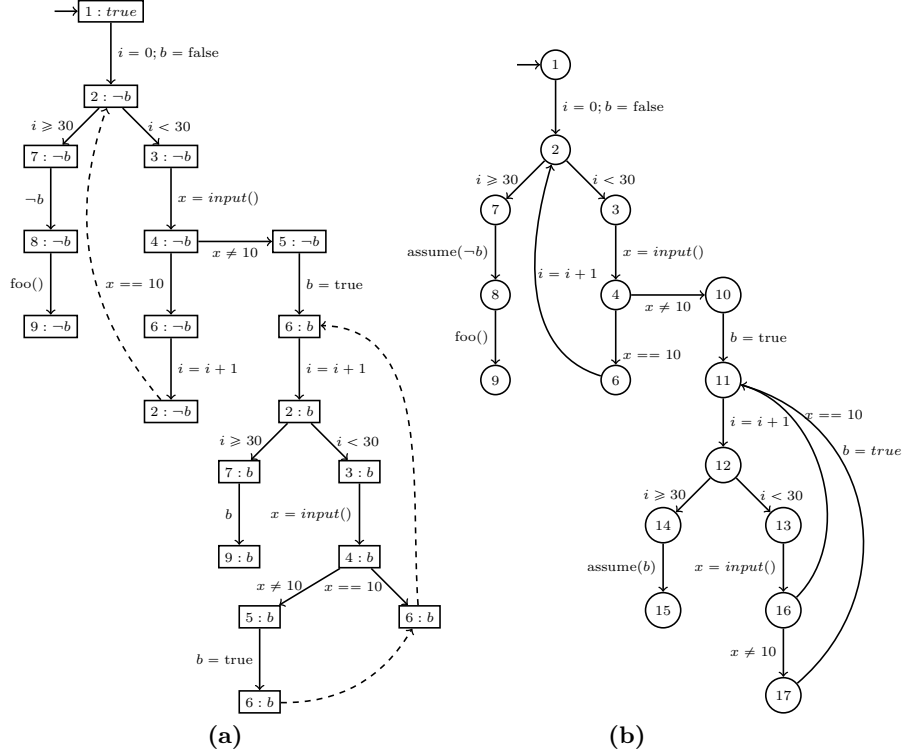 1 : true
i = 0; b = false
2 : ¬b
i ⩾ 30
i < 30
7 : ¬b
3 : ¬b
¬b
x = input()
8 : ¬b
4 : ¬b
x ≠ 10
5 : ¬b
foo()
x == 10
b = true
9 : ¬b
6 : ¬b
6 : b
i = i + 1
i = i + 1
2 : ¬b
2 : b
i ⩾ 30
i < 30
7 : b
3 : b
b
x = input()
9 : b
4 : b
x ≠ 10
x == 10
5 : b
6 : b
b = true
6 : b
(a)
1
i = 0; b = false
2
i ⩾ 30
i < 30
7
3
assume(¬b)
i = i + 1
x = input()
8
4
x ≠ 10
10
foo()
x == 10
b = true
9
6
11
i = i + 1
x == 10
b = true
12
i ⩾ 30
i < 30
14
13
assume(b)
x = input()
15
16
x ≠ 10
17
(b)